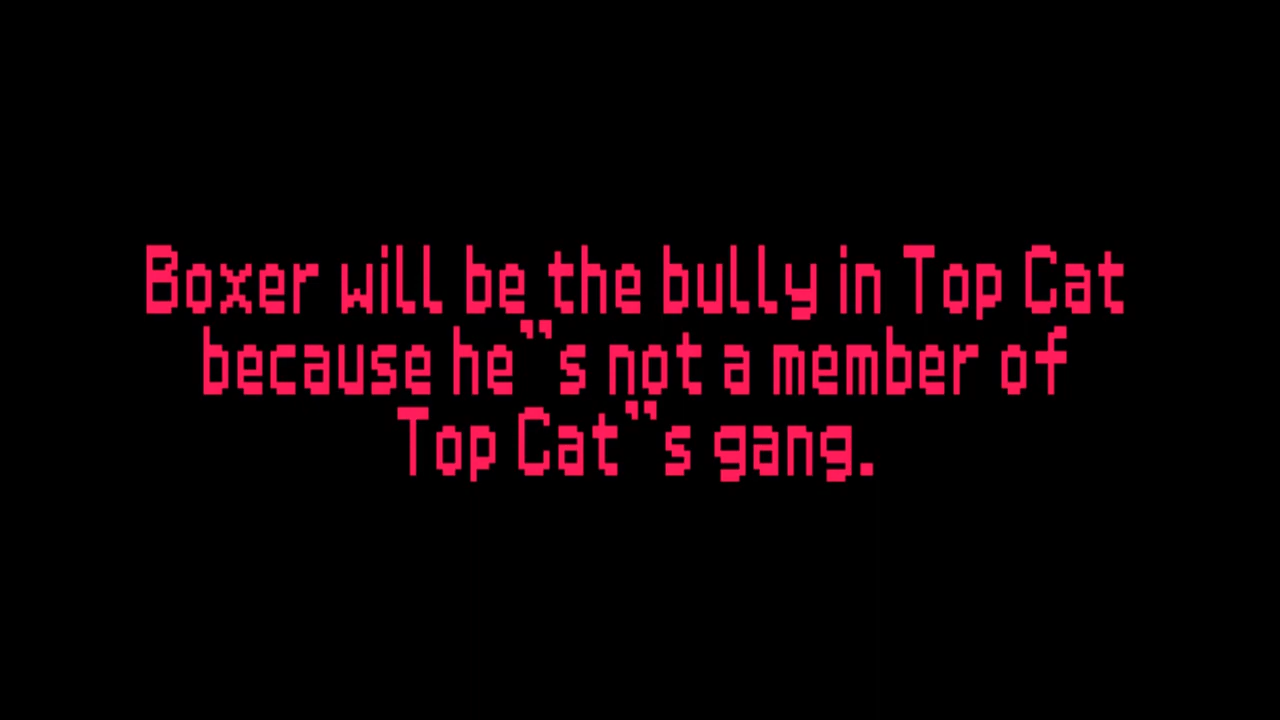 Boxer will be the bully in Top Cat
because he"s not a member of
Top Cat"s gang.